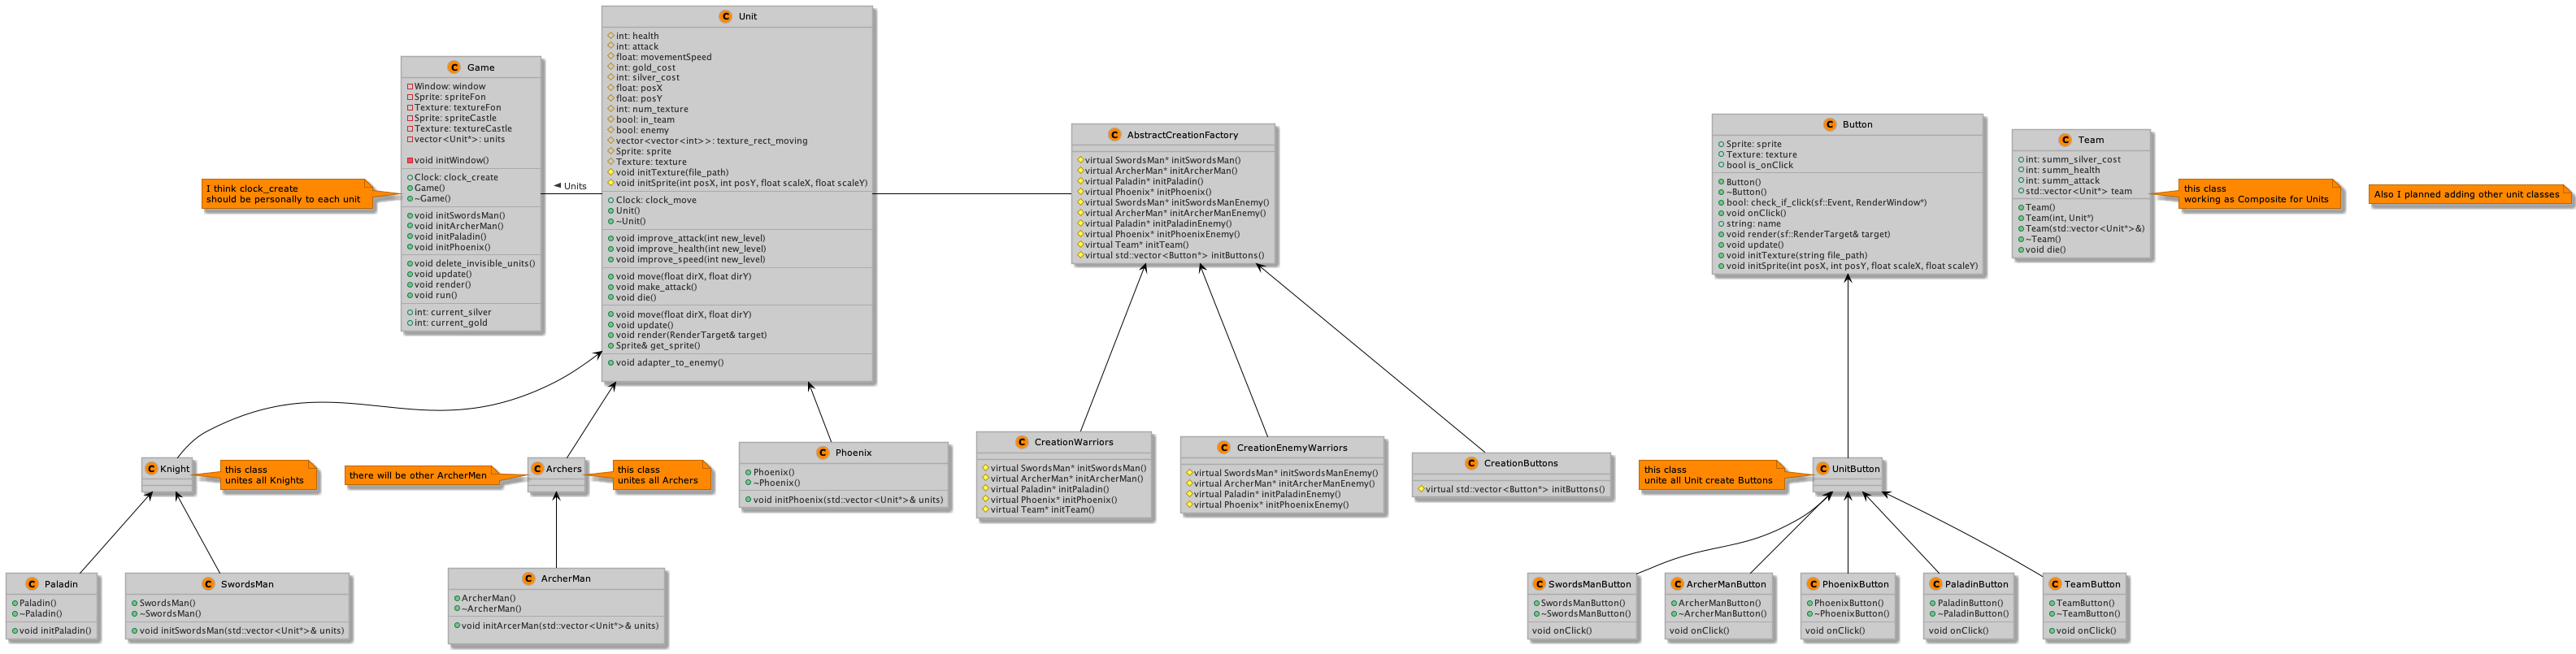 I think clock_create
should be personally to each unit
C Game
Window: window
Sprite: spriteFon
Texture: textureFon
Sprite: spriteCastle
Texture: textureCastle
vector<Unit*>: units
void initWindow()
Clock: clock_create
Game()
~Game()
void initSwordsMan()
void initArcherMan()
void initPaladin()
void initPhoenix()
void delete_invisible_units()
void update()
void render()
void run()
int: current_silver
int: current_gold
Units
C Unit
int: health
int: attack
float: movementSpeed
int: gold_cost
int: silver_cost
float: posX
float: posY
int: num_texture
bool: in_team
bool: enemy
vector<vector<int>>: texture_rect_moving
Sprite: sprite
Texture: texture
void initTexture(file_path)
void initSprite(int posX, int posY, float scaleX, float scaleY)
Clock: clock_move
Unit()
~Unit()
void improve_attack(int new_level)
void improve_health(int new_level)
void improve_speed(int new_level)
void move(float dirX, float dirY)
void make_attack()
void die()
void move(float dirX, float dirY)
void update()
void render(RenderTarget& target)
Sprite& get_sprite()
void adapter_to_enemy()
C AbstractCreationFactory
virtual SwordsMan* initSwordsMan()
virtual ArcherMan* initArcherMan()
virtual Paladin* initPaladin()
virtual Phoenix* initPhoenix()
virtual SwordsMan* initSwordsManEnemy()
virtual ArcherMan* initArcherManEnemy()
virtual Paladin* initPaladinEnemy()
virtual Phoenix* initPhoenixEnemy()
virtual Team* initTeam()
virtual std::vector<Button*> initButtons()
C Button
Sprite: sprite
Texture: texture
bool is_onClick
Button()
~Button()
bool: check_if_click(sf::Event, RenderWindow*)
void onClick()
string: name
void render(sf::RenderTarget& target)
void update()
void initTexture(string file_path)
void initSprite(int posX, int posY, float scaleX, float scaleY)
C Team
int: summ_silver_cost
int: summ_health
int: summ_attack
std::vector<Unit*> team
Team()
Team(int, Unit*)
Team(std::vector<Unit*>&)
~Team()
void die()
this class
working as Composite for Units
Also I planned adding other unit classes
C Knight
this class
unites all Knights
there will be other ArcherMen
C Archers
this class
unites all Archers
C Phoenix
Phoenix()
~Phoenix()
void initPhoenix(std::vector<Unit*>& units)
C CreationWarriors
virtual SwordsMan* initSwordsMan()
virtual ArcherMan* initArcherMan()
virtual Paladin* initPaladin()
virtual Phoenix* initPhoenix()
virtual Team* initTeam()
C CreationEnemyWarriors
virtual SwordsMan* initSwordsManEnemy()
virtual ArcherMan* initArcherManEnemy()
virtual Paladin* initPaladinEnemy()
virtual Phoenix* initPhoenixEnemy()
C CreationButtons
virtual std::vector<Button*> initButtons()
this class
unite all Unit create Buttons
C UnitButton
C Paladin
Paladin()
~Paladin()
void initPaladin()
C SwordsMan
SwordsMan()
~SwordsMan()
void initSwordsMan(std::vector<Unit*>& units)
C ArcherMan
ArcherMan()
~ArcherMan()
void initArcerMan(std::vector<Unit*>& units)
C SwordsManButton
SwordsManButton()
~SwordsManButton()
void onClick()
C ArcherManButton
ArcherManButton()
~ArcherManButton()
void onClick()
C PhoenixButton
PhoenixButton()
~PhoenixButton()
void onClick()
C PaladinButton
PaladinButton()
~PaladinButton()
void onClick()
C TeamButton
TeamButton()
~TeamButton()
void onClick()